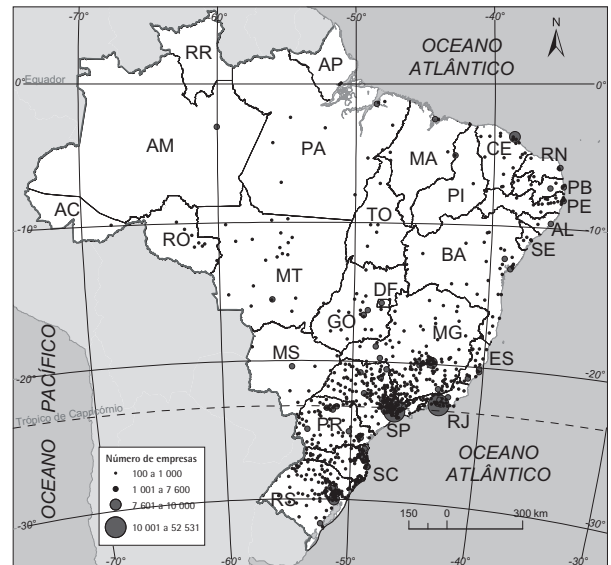 -70°
-60°
-50°
-40°
N
OCEANO
ATLÂNTICO
RR
AP
Equador
0°
0°
AM
PA
MA
CE
RN
PB
PE
AL
SE
PI
AC
TO
RO
BA
-10°
-10°
MT
DF
GO
MG
MS
ES
OCEANO PACÍFICO
-20°
-20°
Trópico de Capricórnio
PR
SP
RJ
SC
RS
OCEANO
ATLÂNTICO
Número de empresas
100 a 1 000
1 001 a 7 600
7 601 a 10 000
10 001 a 52 531
150 0 300 km
-30°
-30°
-70°
-60°
-50°
-40°